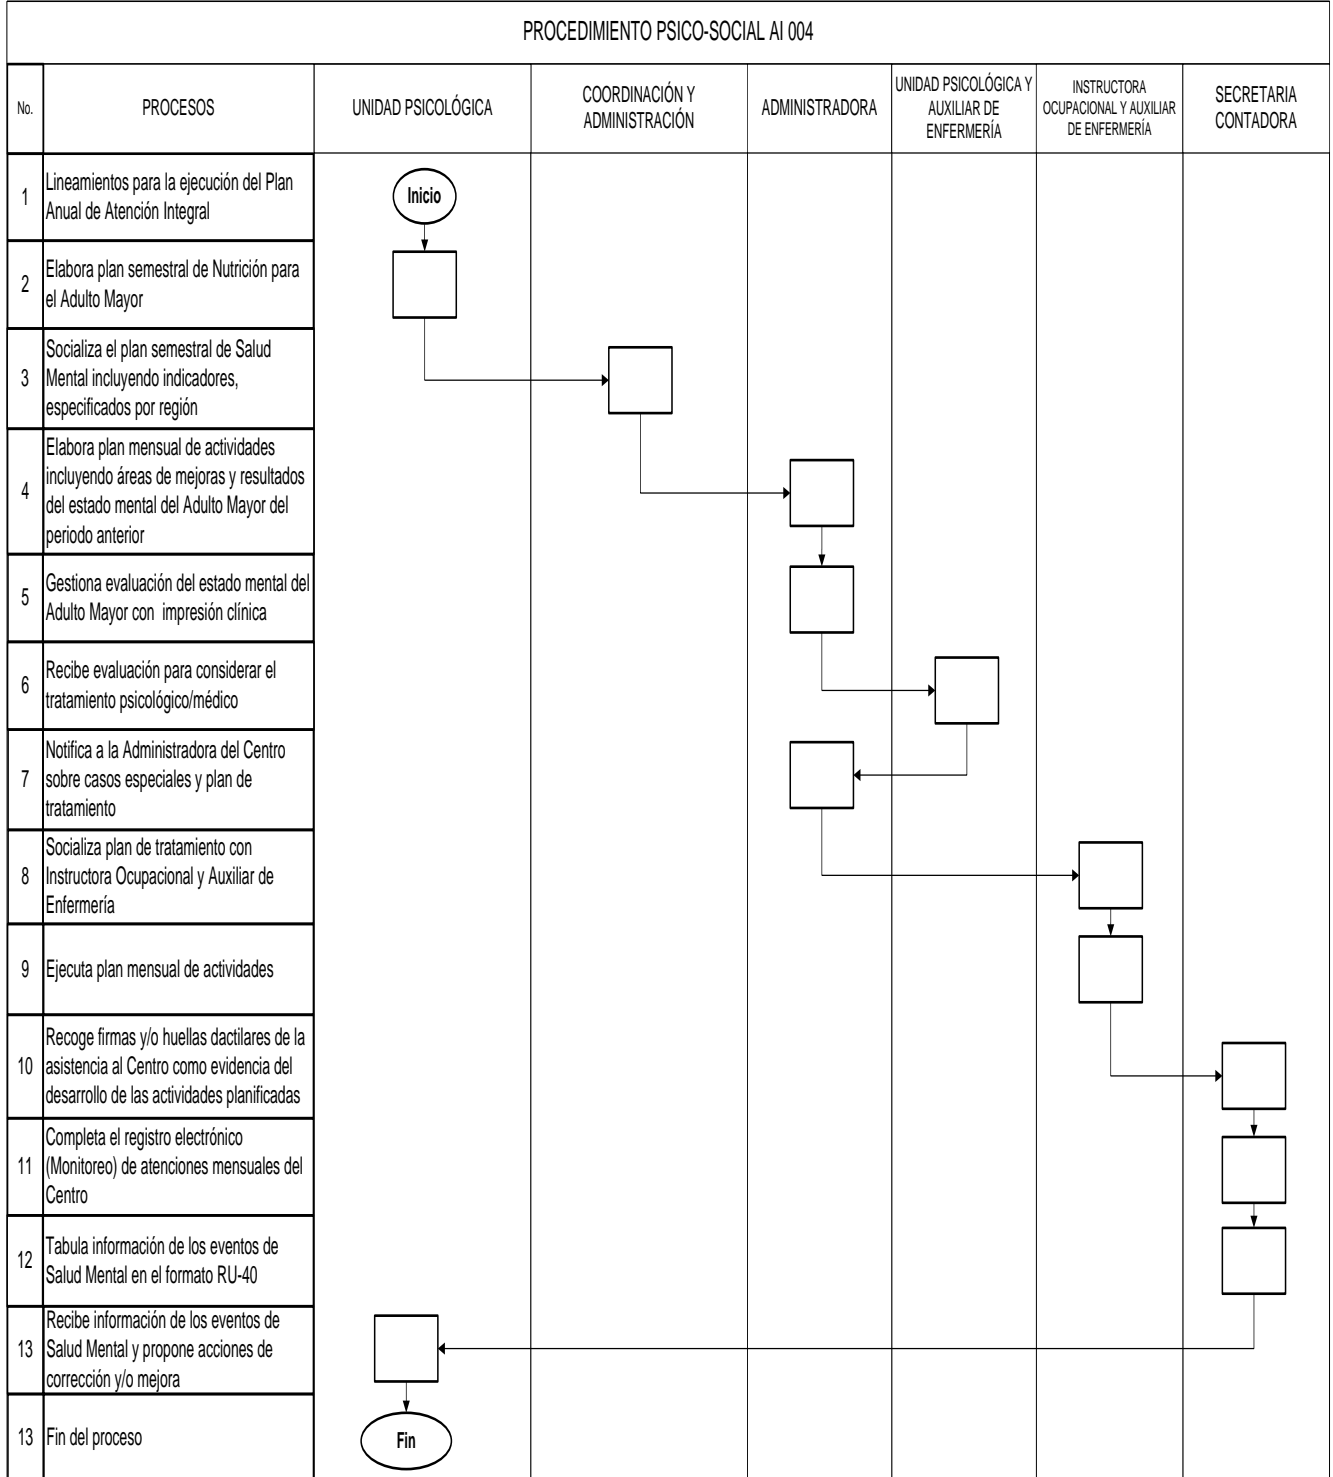 PROCEDIMIENTO PSICO-SOCIAL AI 004
No.
PROCESOS
UNIDAD PSICOLÓGICA
COORDINACIÓN Y
ADMINISTRACIÓN
ADMINISTRADORA
UNIDAD PSICOLÓGICA Y
AUXILIAR DE
ENFERMERÍA
INSTRUCTORA
OCUPACIONAL Y AUXILIAR
DE ENFERMERÍA
SECRETARIA
CONTADORA
1
Lineamientos para la ejecución del Plan
Anual de Atención Integral
Inicio
2
Elabora plan semestral de Nutrición para
el Adulto Mayor
3
Socializa el plan semestral de Salud
Mental incluyendo indicadores,
especificados por región
4
Elabora plan mensual de actividades
incluyendo áreas de mejoras y resultados
del estado mental del Adulto Mayor del
periodo anterior
5
Gestiona evaluación del estado mental del
Adulto Mayor con impresión clínica
6
Recibe evaluación para considerar el
tratamiento psicológico/médico
7
Notifica a la Administradora del Centro
sobre casos especiales y plan de
tratamiento
8
Socializa plan de tratamiento con
Instructora Ocupacional y Auxiliar de
Enfermería
9
Ejecuta plan mensual de actividades
10
Recoge firmas y/o huellas dactilares de la
asistencia al Centro como evidencia del
desarrollo de las actividades planificadas
11
Completa el registro electrónico
(Monitoreo) de atenciones mensuales del
Centro
12
Tabula información de los eventos de
Salud Mental en el formato RU-40
13
Recibe información de los eventos de
Salud Mental y propone acciones de
corrección y/o mejora
13
Fin del proceso
Fin